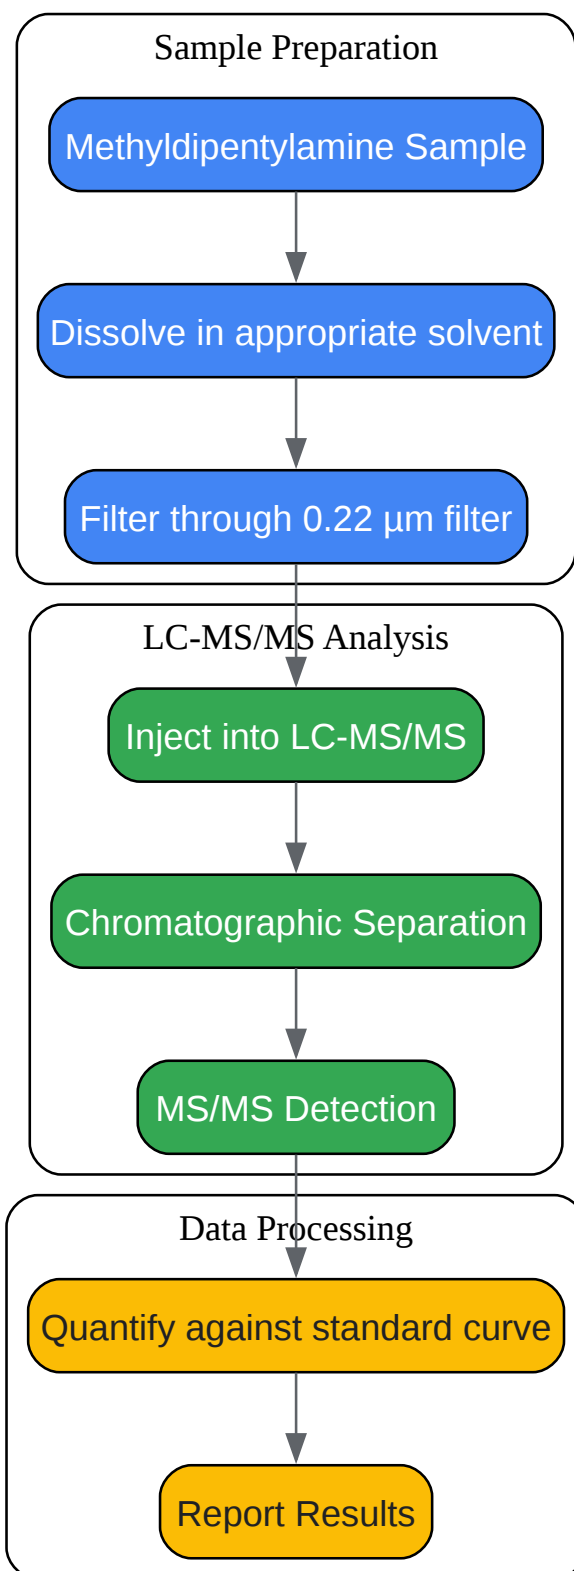 Sample Preparation
Methyldipentylamine Sample
Dissolve in appropriate solvent
Filter through 0.22 µm filter
LC-MS/MS Analysis
Inject into LC-MS/MS
Chromatographic Separation
MS/MS Detection
Data Processing
Quantify against standard curve
Report Results